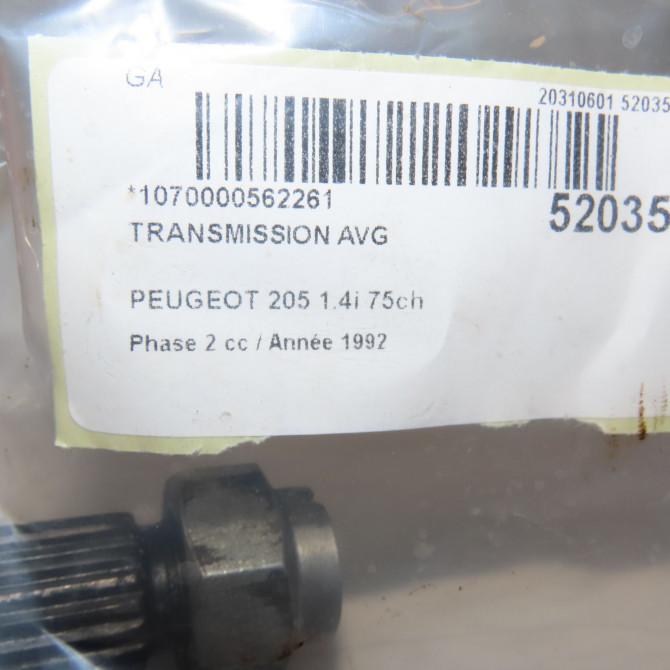 GA
20310601 52035
*1070000562261
52035
TRANSMISSION AVG
PEUGEOT 205 1.4i 75ch
Phase 2 cc / Année 1992